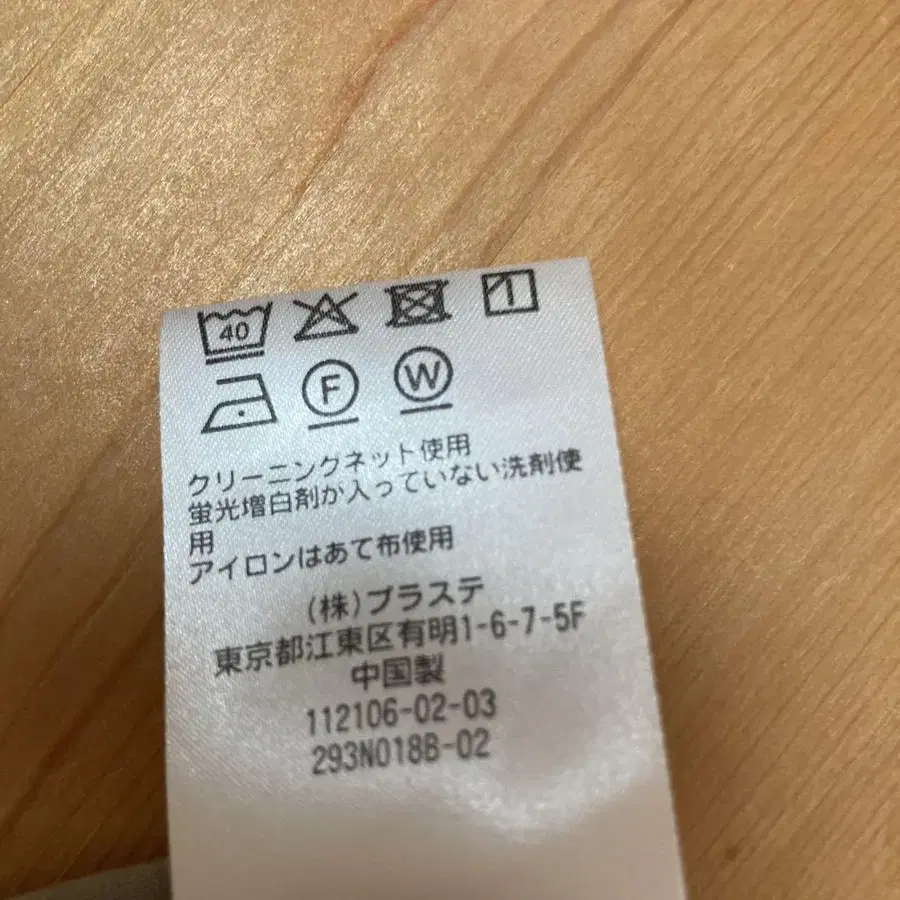 40
F W
クリーニングネット使用
蛍光増白剤が入っていない洗剤使
用
アイロンはあて布使用
(株)プラステ
東京都江東区有明1-6-7-5F
中国製
112106-02-03
293N018B-02